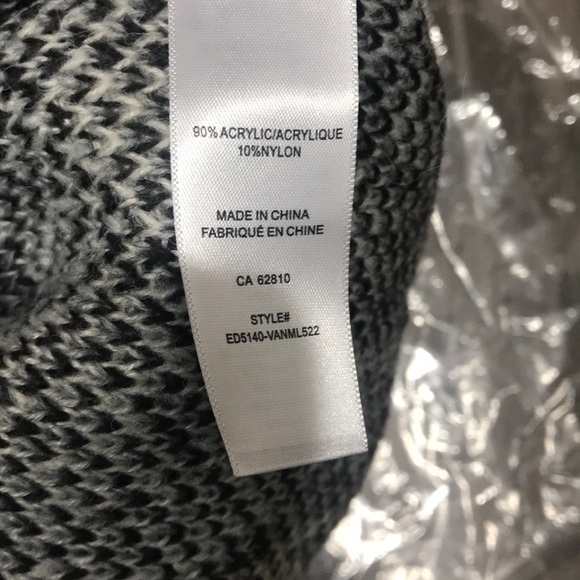 90% ACRYLIC/ACRYLIQUE
10%NYLON
MADE IN CHINA
FABRIQUÉ EN CHINE
CA 62810
STYLE#
ED5140-VANML522